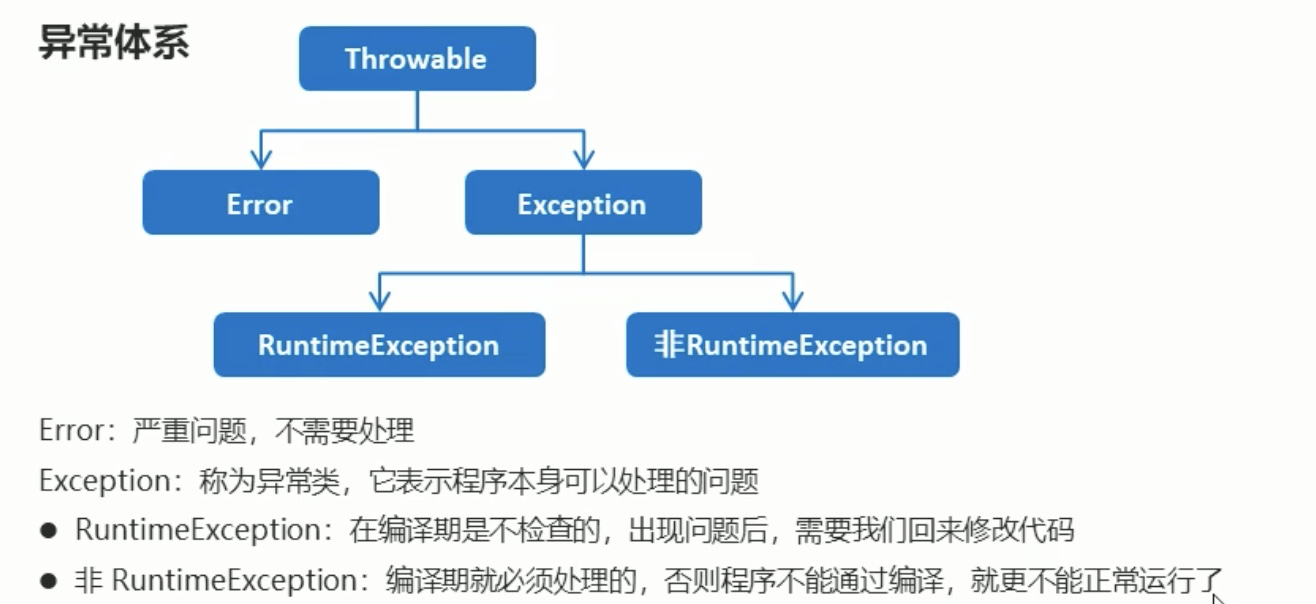 异常体系
Throwable
Error
Exception
RuntimeException
非RuntimeException
Error：严重问题，不需要处理
Exception：称为异常类，它表示程序本身可以处理的问题
● RuntimeException：在编译期是不检查的，出现问题后，需要我们回来修改代码
● 非 RuntimeException：编译期就必须处理的，否则程序不能通过编译，就更不能正常运行了